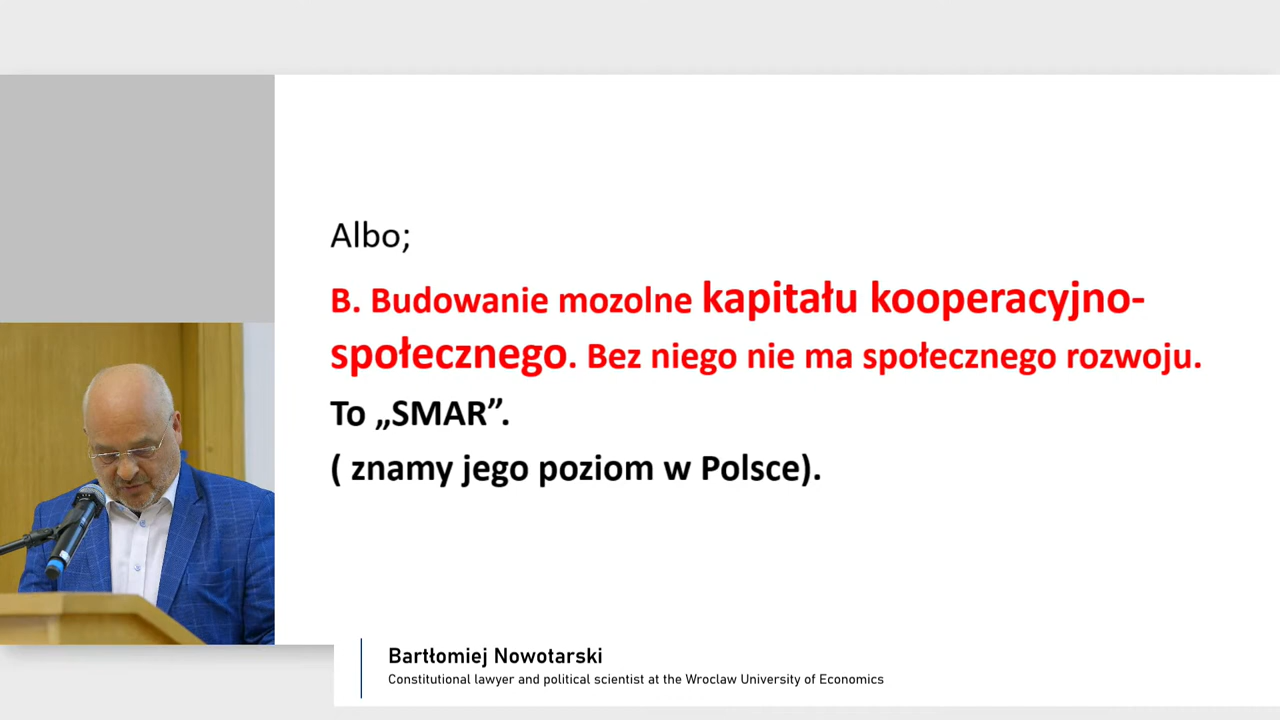 Albo;
B. Budowanie mozolne kapitału kooperacyjno-
społecznego. Bez niego nie ma społecznego rozwoju.
To „SMAR”.
( znamy jego poziom w Polsce).
Bartłomiej Nowotarski
Constitutional lawyer and political scientist at the Wroclaw University of Economics